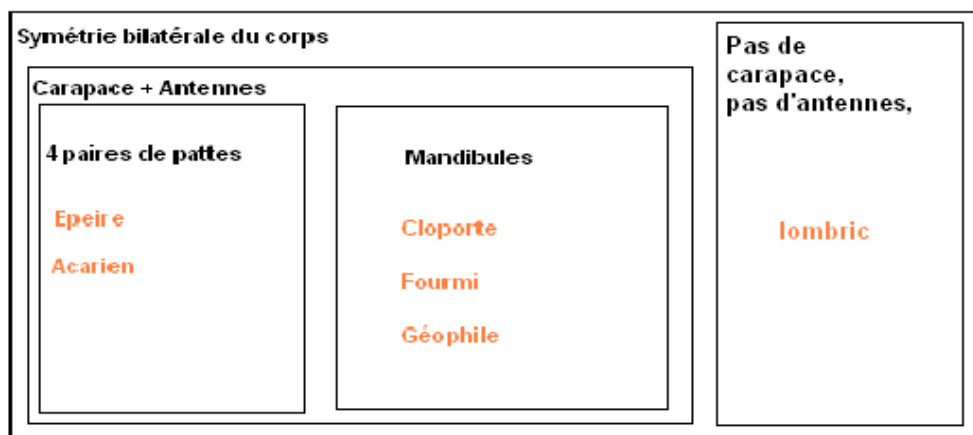 Symétrie bilatérale du corps
Carapace + Antennes
4 paires de pattes
Epeire
Acarien
Mandibules
Cloporte
Fourmi
Géophile
Pas de
carapace,
pas d'antennes,
lombric